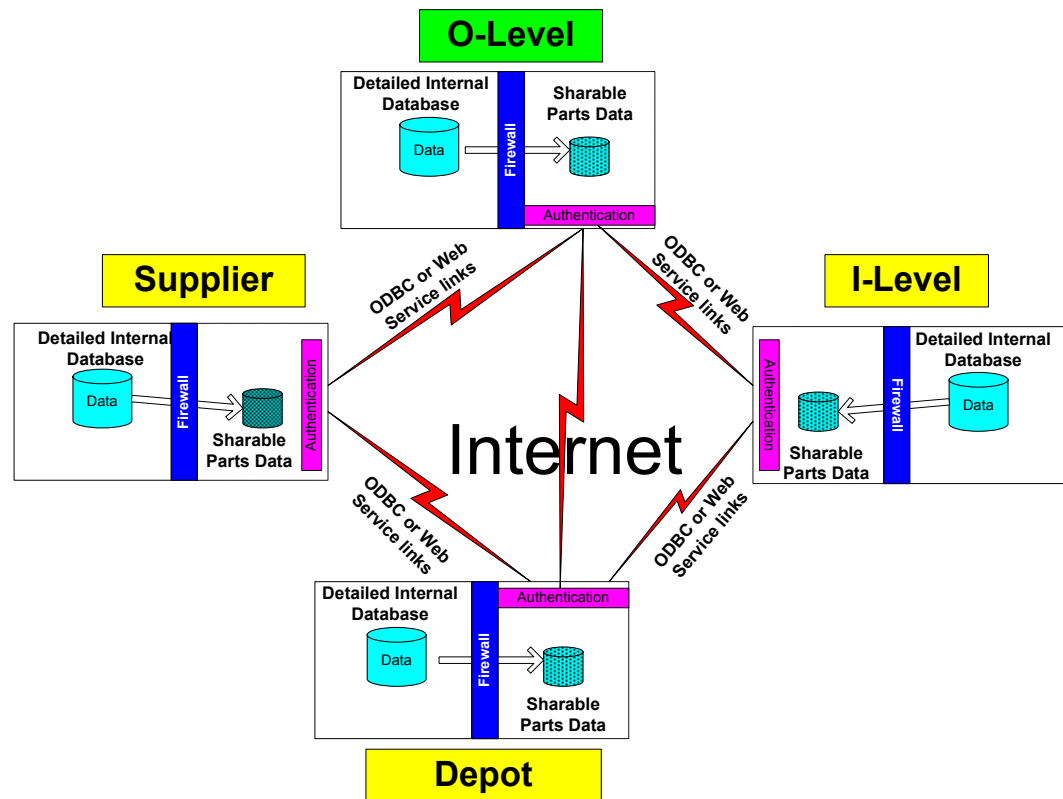 O-Level
Detailed Internal
Database
Sharable
Parts Data
Data
Firewall
Authentication
ODBC or Web
Service links
ODBC or Web
Service links
Supplier
Detailed Internal
Database
Data
Firewall
Sharable
Parts Data
Authentication
I-Level
Authentication
Sharable
Parts Data
Firewall
Detailed Internal
Database
Data
Internet
ODBC or Web
Service links
ODBC or Web
Service links
Detailed Internal
Database
Data
Firewall
Authentication
Sharable
Parts Data
Depot